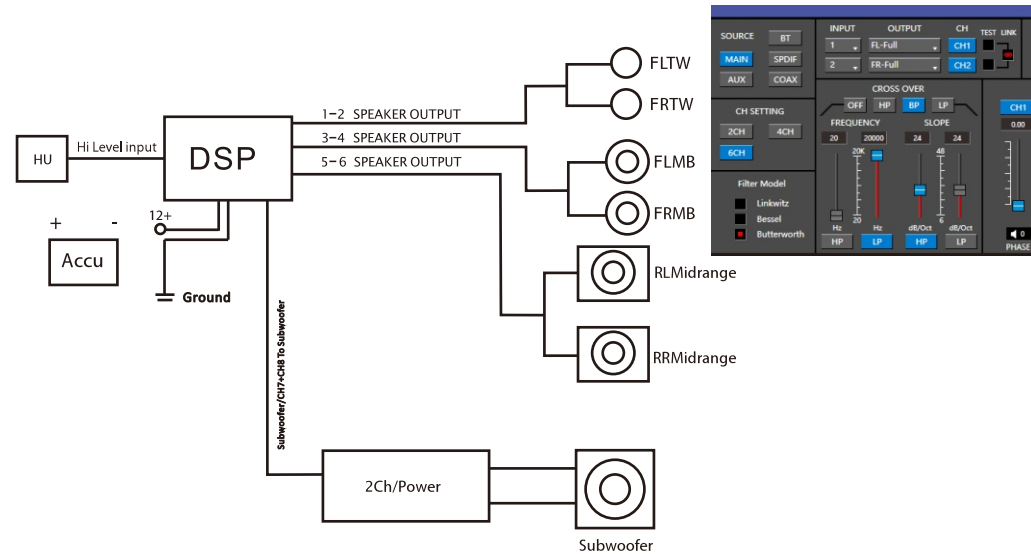 HU
Hi Level input
DSP
12+
+ -
Accu
Ground
1-2 SPEAKER OUTPUT
3-4 SPEAKER OUTPUT
5-6 SPEAKER OUTPUT
FLTW
FRTW
FLMB
FRMB
RLMidrange
RRMidrange
Subwoofer/CH7+CH8 To Subwoofer
2Ch/Power
Subwoofer
SOURCE BT
MAIN SPDIF
AUX COAX
CH SETTING
2CH 4CH
6CH
Filter Model
Linkwitz
Bessel
Butterworth
INPUT OUTPUT CH TEST LINK
1 FL-Full CH1
2 FR-Full CH2
CROSS OVER
OFF HP BP LP
FREQUENCY SLOPE
20 20000 24 24
20K 48
20 6
Hz Hz dB/Oct dB/Oct
HP LP HP LP
CH1
0.00
0
PHASE